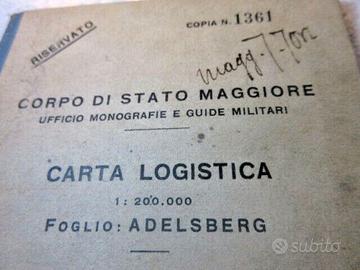 RISERVATO
COPIA N. 1361
magg.
CORPO DI STATO MAGGIORE
UFFICIO MONOGRAFIE E GUIDE MILITARI
CARTA LOGISTICA
1: 200.000
FOGLIO: ADELSBERG
subito